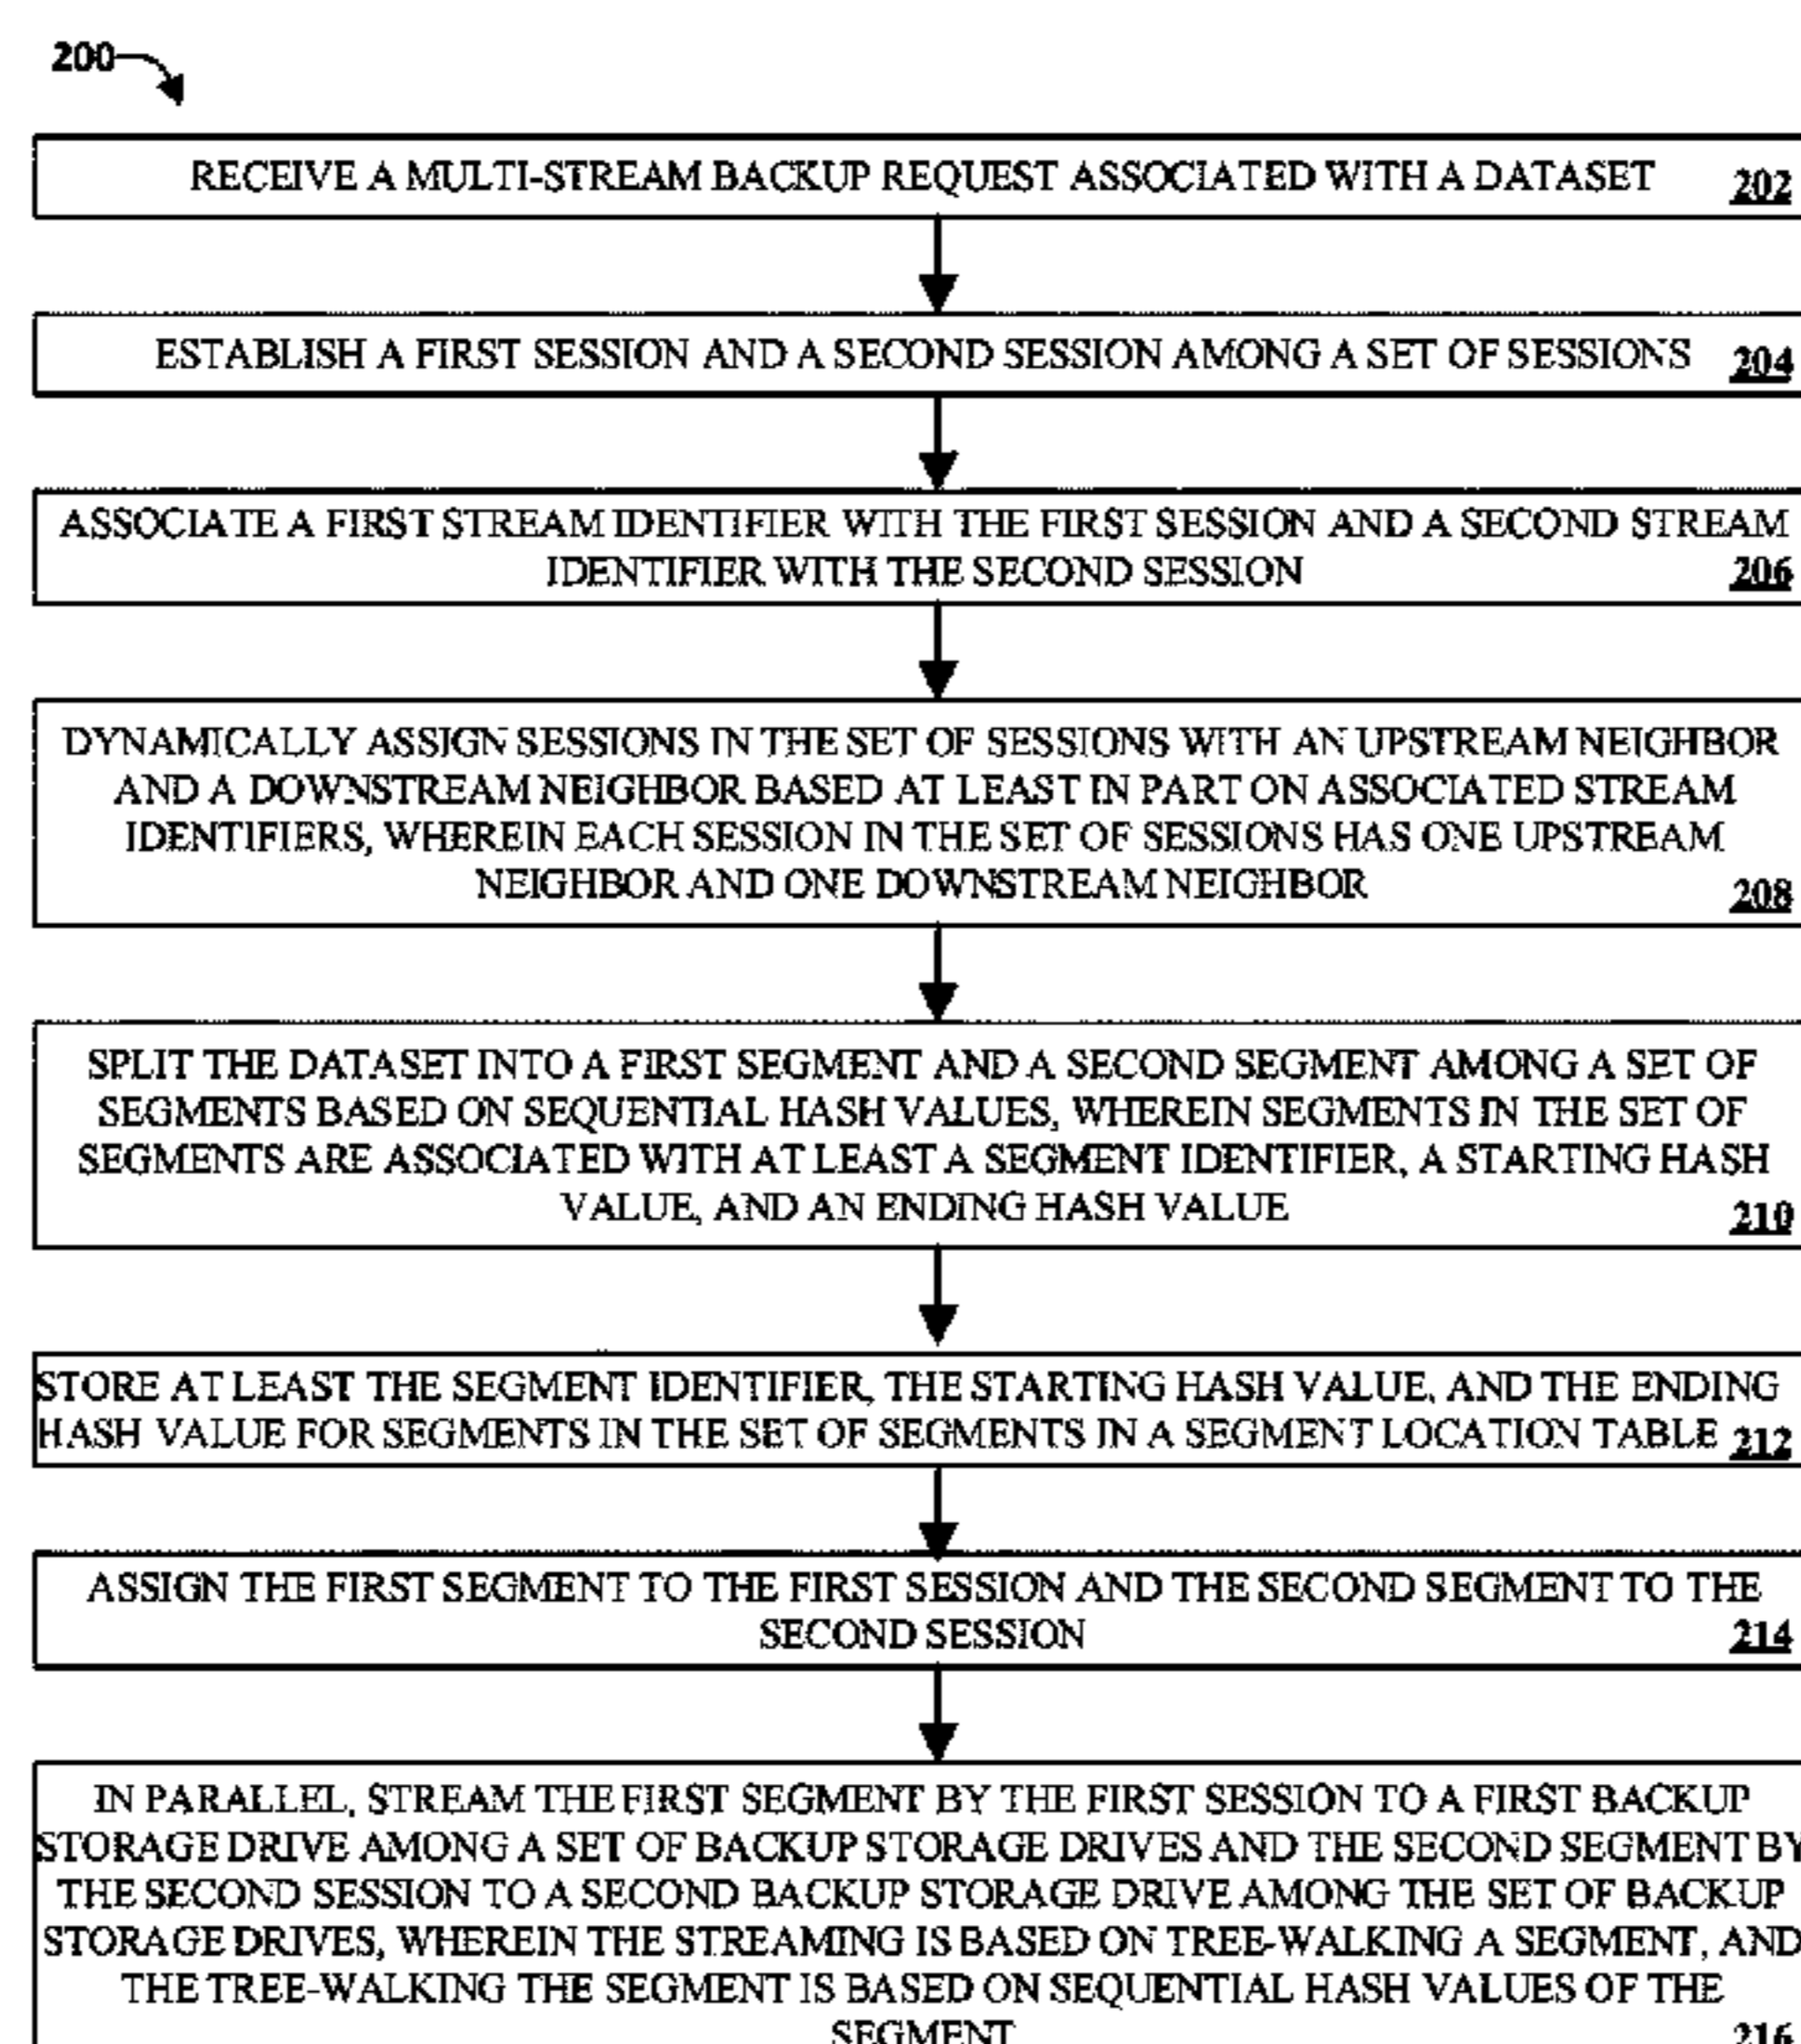 200
RECEIVE A MULTI-STREAM BACKUP REQUEST ASSOCIATED WITH A DATASET 202
ESTABLISH A FIRST SESSION AND A SECOND SESSION AMONG A SET OF SESSIONS 204
ASSOCIATE A FIRST STREAM IDENTIFIER WITH THE FIRST SESSION AND A SECOND STREAM
IDENTIFIER WITH THE SECOND SESSION 206
DYNAMICALLY ASSIGN SESSIONS IN THE SET OF SESSIONS WITH AN UPSTREAM NEIGHBOR
AND A DOWNSTREAM NEIGHBOR BASED AT LEAST IN PART ON ASSOCIATED STREAM
IDENTIFIERS, WHEREIN EACH SESSION IN THE SET OF SESSIONS HAS ONE UPSTREAM
NEIGHBOR AND ONE DOWNSTREAM NEIGHBOR 208
SPLIT THE DATASET INTO A FIRST SEGMENT AND A SECOND SEGMENT AMONG A SET OF
SEGMENTS BASED ON SEQUENTIAL HASH VALUES, WHEREIN SEGMENTS IN THE SET OF
SEGMENTS ARE ASSOCIATED WITH AT LEAST A SEGMENT IDENTIFIER, A STARTING HASH
VALUE, AND AN ENDING HASH VALUE 210
STORE AT LEAST THE SEGMENT IDENTIFIER, THE STARTING HASH VALUE, AND THE ENDING
HASH VALUE FOR SEGMENTS IN THE SET OF SEGMENTS IN A SEGMENT LOCATION TABLE 212
ASSIGN THE FIRST SEGMENT TO THE FIRST SESSION AND THE SECOND SEGMENT TO THE
SECOND SESSION 214
IN PARALLEL, STREAM THE FIRST SEGMENT BY THE FIRST SESSION TO A FIRST BACKUP
STORAGE DRIVE AMONG A SET OF BACKUP STORAGE DRIVES AND THE SECOND SEGMENT BY
THE SECOND SESSION TO A SECOND BACKUP STORAGE DRIVE AMONG THE SET OF BACKUP
STORAGE DRIVES, WHEREIN THE STREAMING IS BASED ON TREE-WALKING A SEGMENT, AND
THE TREE-WALKING THE SEGMENT IS BASED ON SEQUENTIAL HASH VALUES OF THE
SEGMENT 216